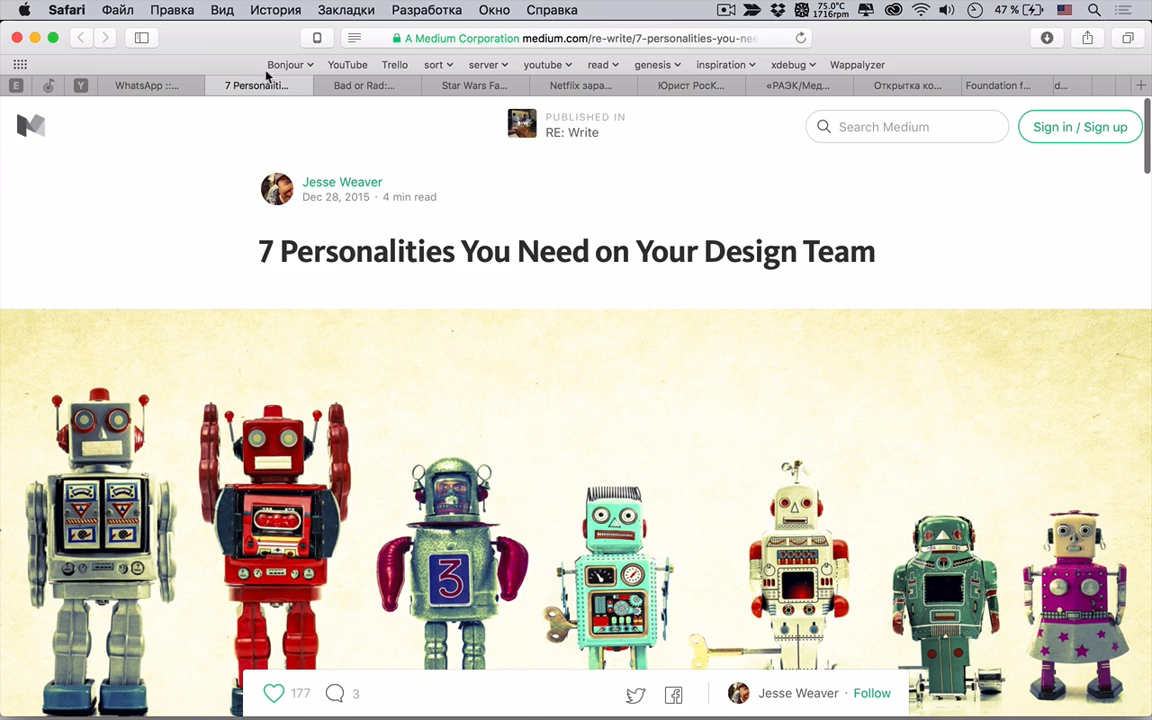 Safari Файл Правка Вид История Закладки Разработка Окно Справка 75.0°C 1716rpm 47 %
A Medium Corporation medium.com/re-write/7-personalities-you-nee
Bonjour YouTube Trello sort server youtube read genesis inspiration xdebug Wappalyzer
E Y WhatsApp ::... 7 Personaliti... Bad or Rad:... Star Wars Fa... Netflix зара... Юрист РосК... «РАЭК/Мед... Открытка ко... Foundation f... d...
PUBLISHED IN
RE: Write
Search Medium
Sign in / Sign up
Jesse Weaver
Dec 28, 2015 · 4 min read
7 Personalities You Need on Your Design Team
3
177 3 Jesse Weaver · Follow